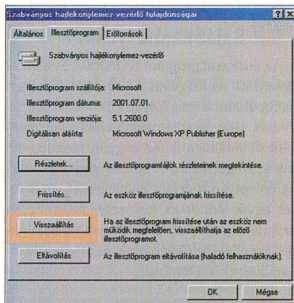 Szabványos hajlékonylemez vezérlő tulajdonságai
Általános Illesztőprogram Erőforrások
Szabványos hajlékonylemez-vezérlő
Illesztőprogram szállítója: Microsoft
Illesztőprogram dátuma: 2001.07.01.
Illesztőprogram verziója: 5.1.2600.0
Digitálisan aláírta: Microsoft Windows XP Publisher (Europe)
Részletek... Az illesztőprogramfájlok részleteinek megtekintése.
Frissítés... Az eszköz illesztőprogramjának frissítése.
Visszaállítás Ha az illesztőprogram frissítése után az eszköz nem
működik megfelelően, visszaállíthatja az előző
illesztőprogramot.
Eltávolítás Az illesztőprogram eltávolítása (haladó felhasználóknak).
OK Mégse